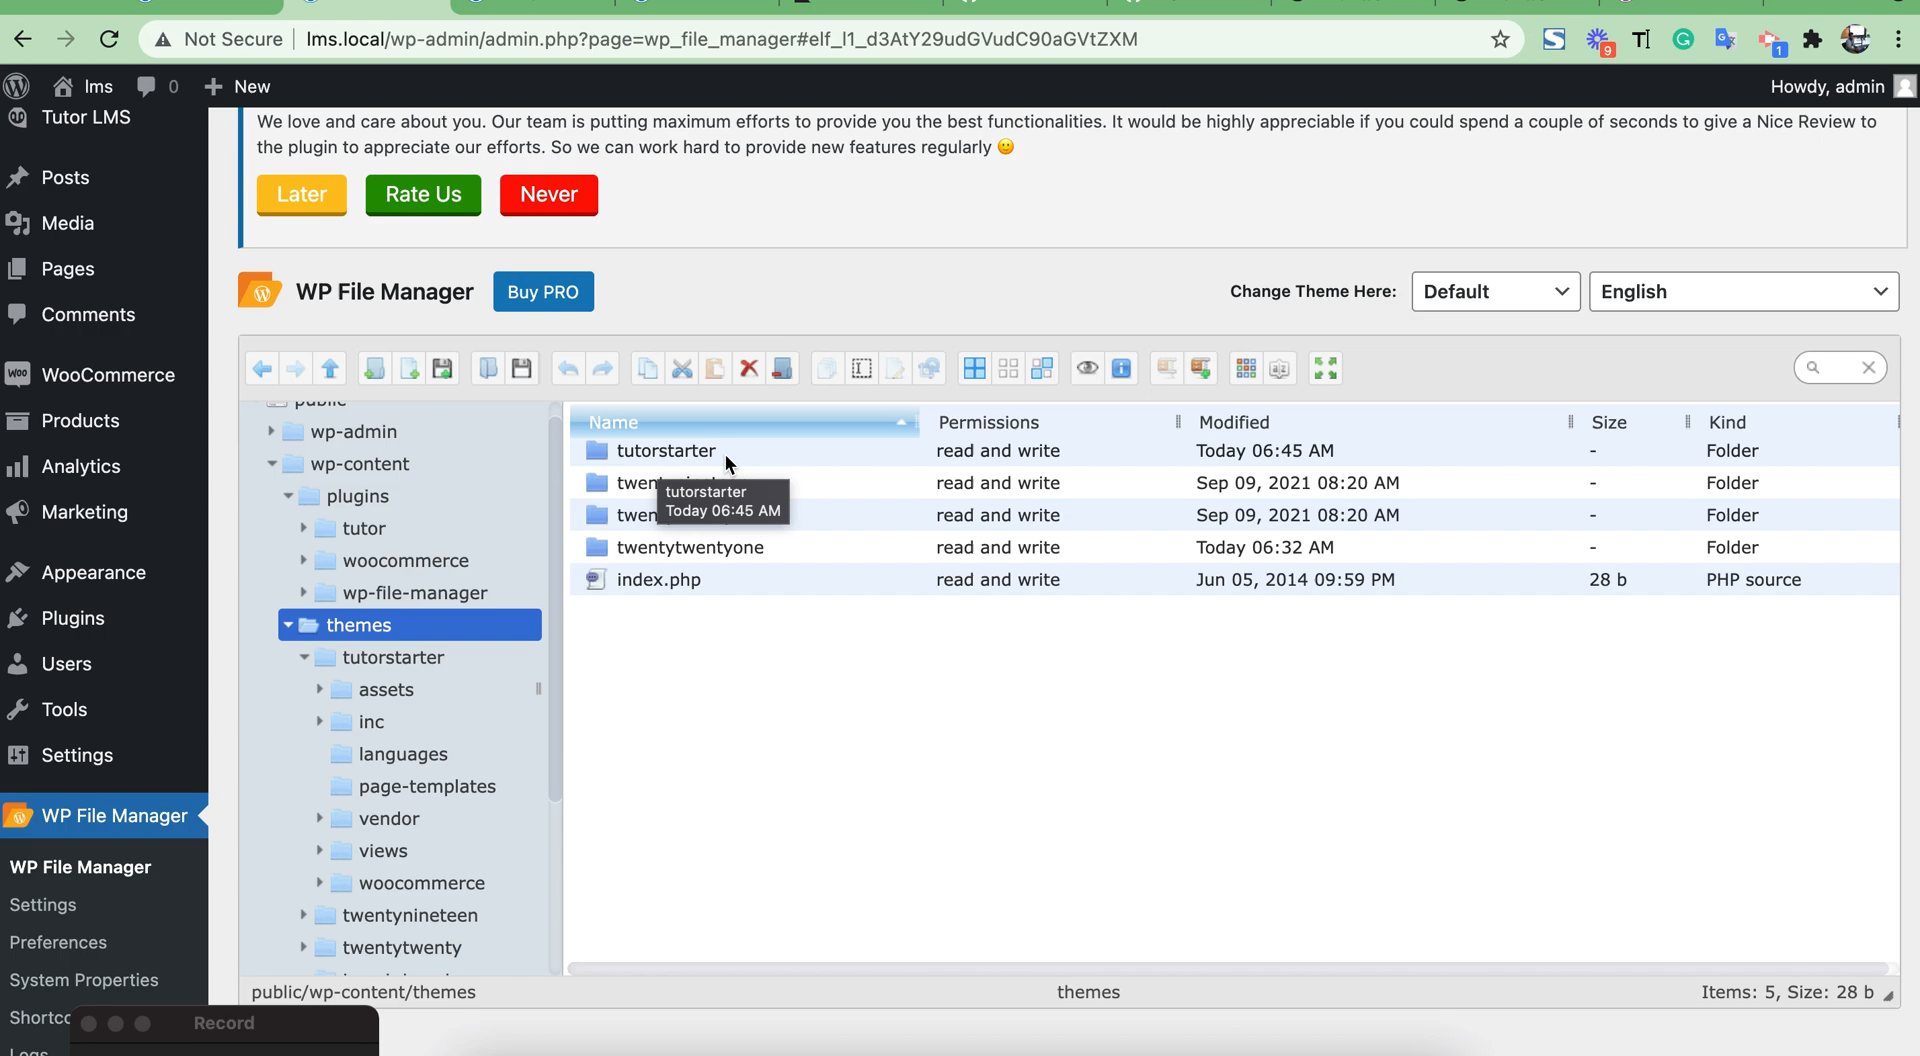 Not Secure
lms.local/wp-admin/admin.php?page=wp_file_manager#elf_l1_d3AtY29udGVudC90aGVtZXM
9
1
lms
0
New
Howdy, admin
Tutor LMS
Posts
Media
Pages
Comments
WooCommerce
Products
Analytics
Marketing
Appearance
Plugins
Users
Tools
Settings
WP File Manager
WP File Manager
Settings
Preferences
System Properties
We love and care about you. Our team is putting maximum efforts to provide you the best functionalities. It would be highly appreciable if you could spend a couple of seconds to give a Nice Review to
the plugin to appreciate our efforts. So we can work hard to provide new features regularly
Later
Rate Us
Never
WP File Manager
Buy PRO
Change Theme Here:
Default
English
public
wp-admin
wp-content
plugins
tutor
woocommerce
wp-file-manager
themes
tutorstarter
assets
inc
languages
page-templates
vendor
views
woocommerce
twentynineteen
twentytwenty
Name Permissions Modified Size Kind
tutorstarter read and write Today 06:45 AM - Folder
read and write Sep 09, 2021 08:20 AM - Folder
read and write Sep 09, 2021 08:20 AM - Folder
twentytwentyone read and write Today 06:32 AM - Folder
index.php read and write Jun 05, 2014 09:59 PM 28 b PHP source
tutorstarter
Today 06:45 AM
public/wp-content/themes
themes
Items: 5, Size: 28 b
Record